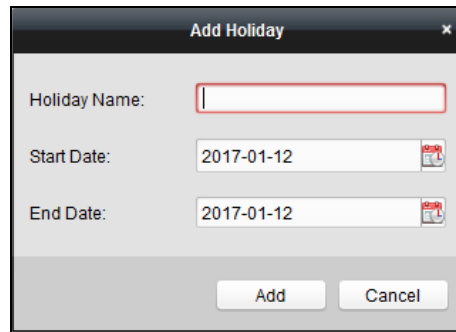 Add Holiday ×
Holiday Name:
Start Date: 2017-01-12
End Date: 2017-01-12
Add Cancel